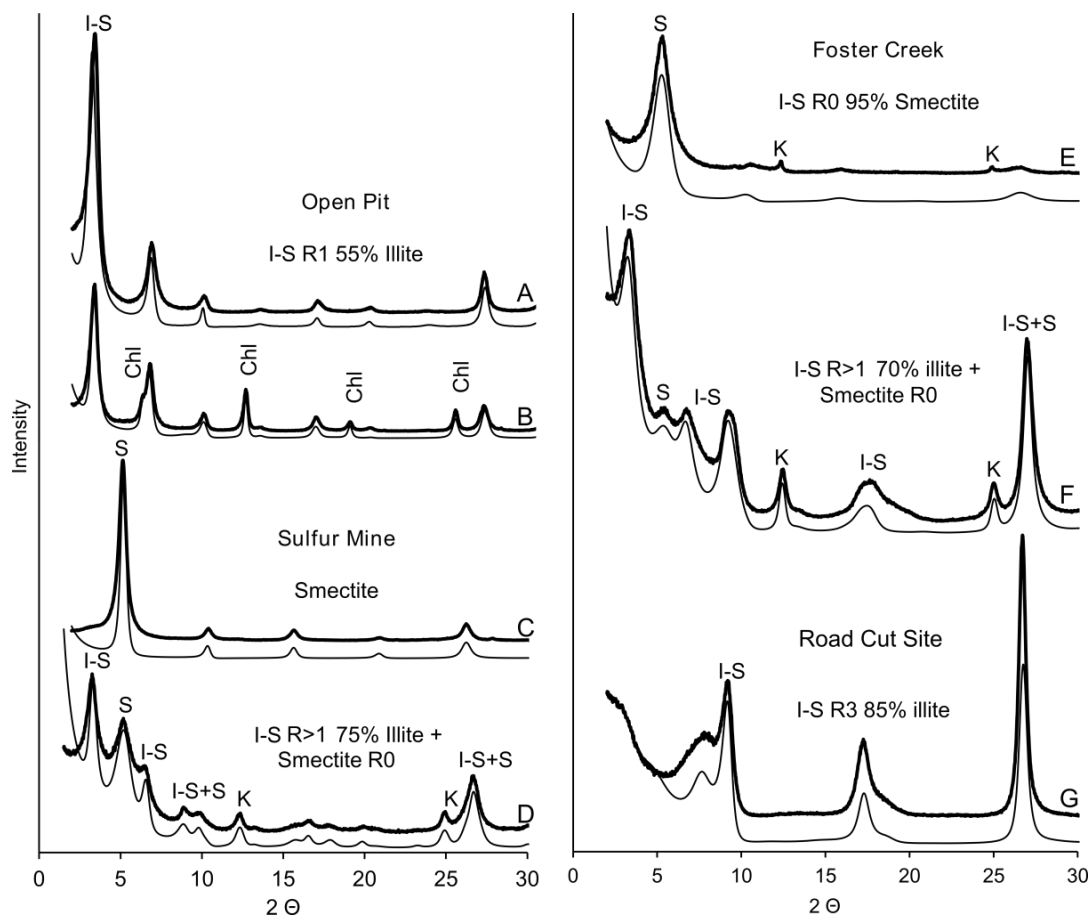 I-S
Open Pit
I-S R1 55% Illite
A
Chl
Chl
Chl
Chl
B
S
Sulfur Mine
Smectite
C
I-S
S
I-S
I-S+S
K
I-S R>1 75% Illite +
Smectite R0
K
I-S+S
D
0 5 10 15 20 25 30
2 Θ
Intensity
S
Foster Creek
I-S R0 95% Smectite
K
K
E
I-S
S
I-S
I-S R>1 70% illite +
Smectite R0
K
I-S
K
I-S+S
F
I-S
Road Cut Site
I-S R3 85% illite
G
0 5 10 15 20 25 30
2 Θ